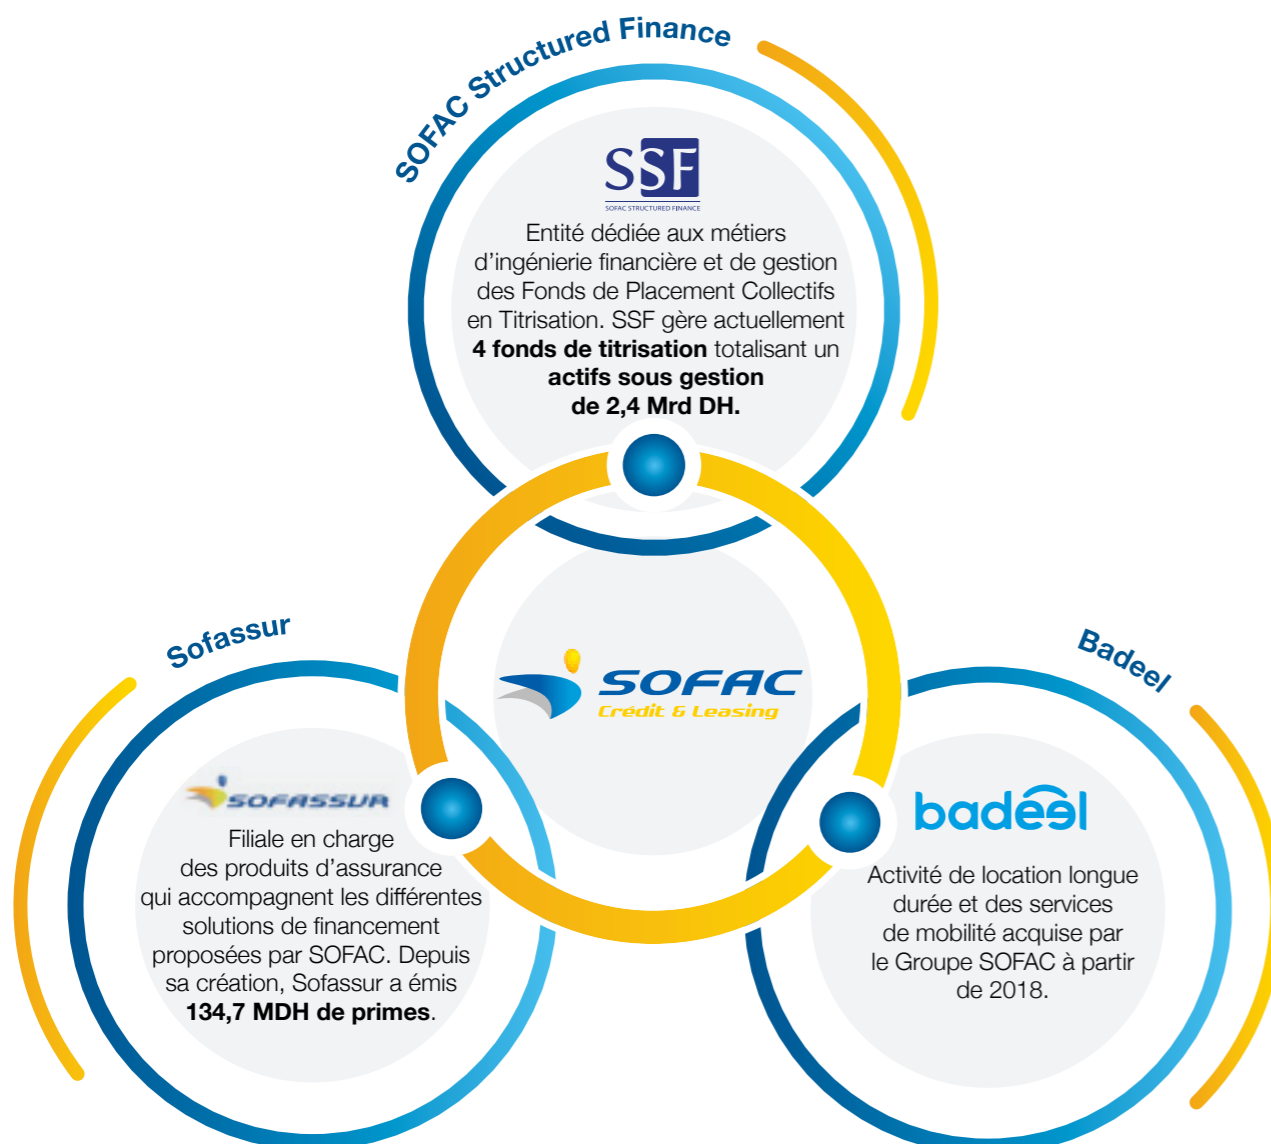 SOFAC Structured Finance
SSF
SOFAC STRUCTURED FINANCE
Entité dédiée aux métiers
d’ingénierie financière et de gestion
des Fonds de Placement Collectifs
en Titrisation. SSF gère actuellement
4 fonds de titrisation totalisant un
actifs sous gestion
de 2,4 Mrd DH.
SOFAC
Crédit & Leasing
Sofassur
SOFASSUR
Filiale en charge
des produits d’assurance
qui accompagnent les différentes
solutions de financement
proposées par SOFAC. Depuis
sa création, Sofassur a émis
134,7 MDH de primes.
Badeel
badeel
Activité de location longue
durée et des services
de mobilité acquise par
le Groupe SOFAC à partir
de 2018.